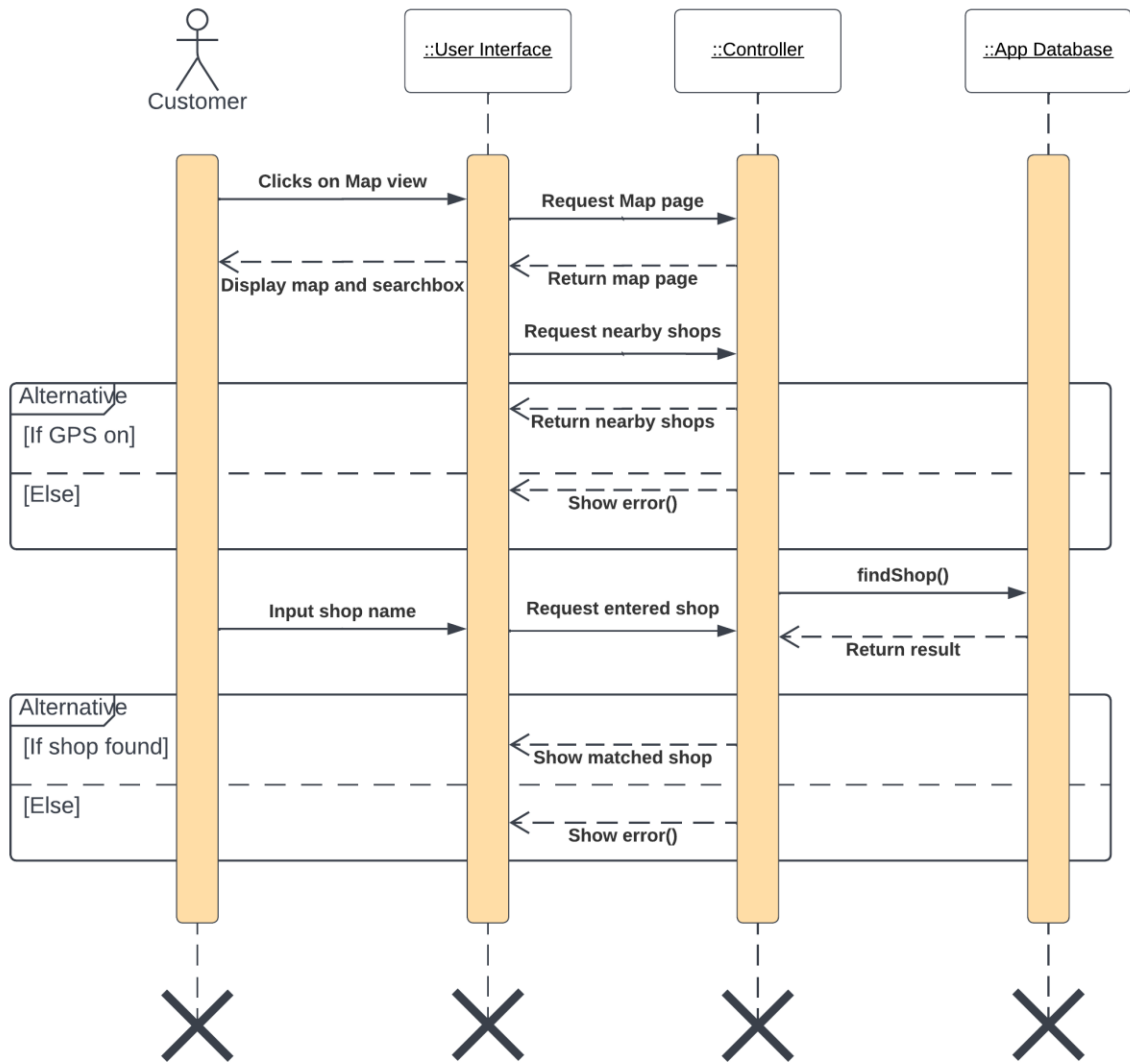 ::User Interface
::Controller
::App Database
Customer
Clicks on Map view
Request Map page
Display map and searchbox
Return map page
Request nearby shops
Alternative
[If GPS on]
Return nearby shops
[Else]
Show error()
findShop()
Input shop name
Request entered shop
Return result
Alternative
[If shop found]
Show matched shop
[Else]
Show error()